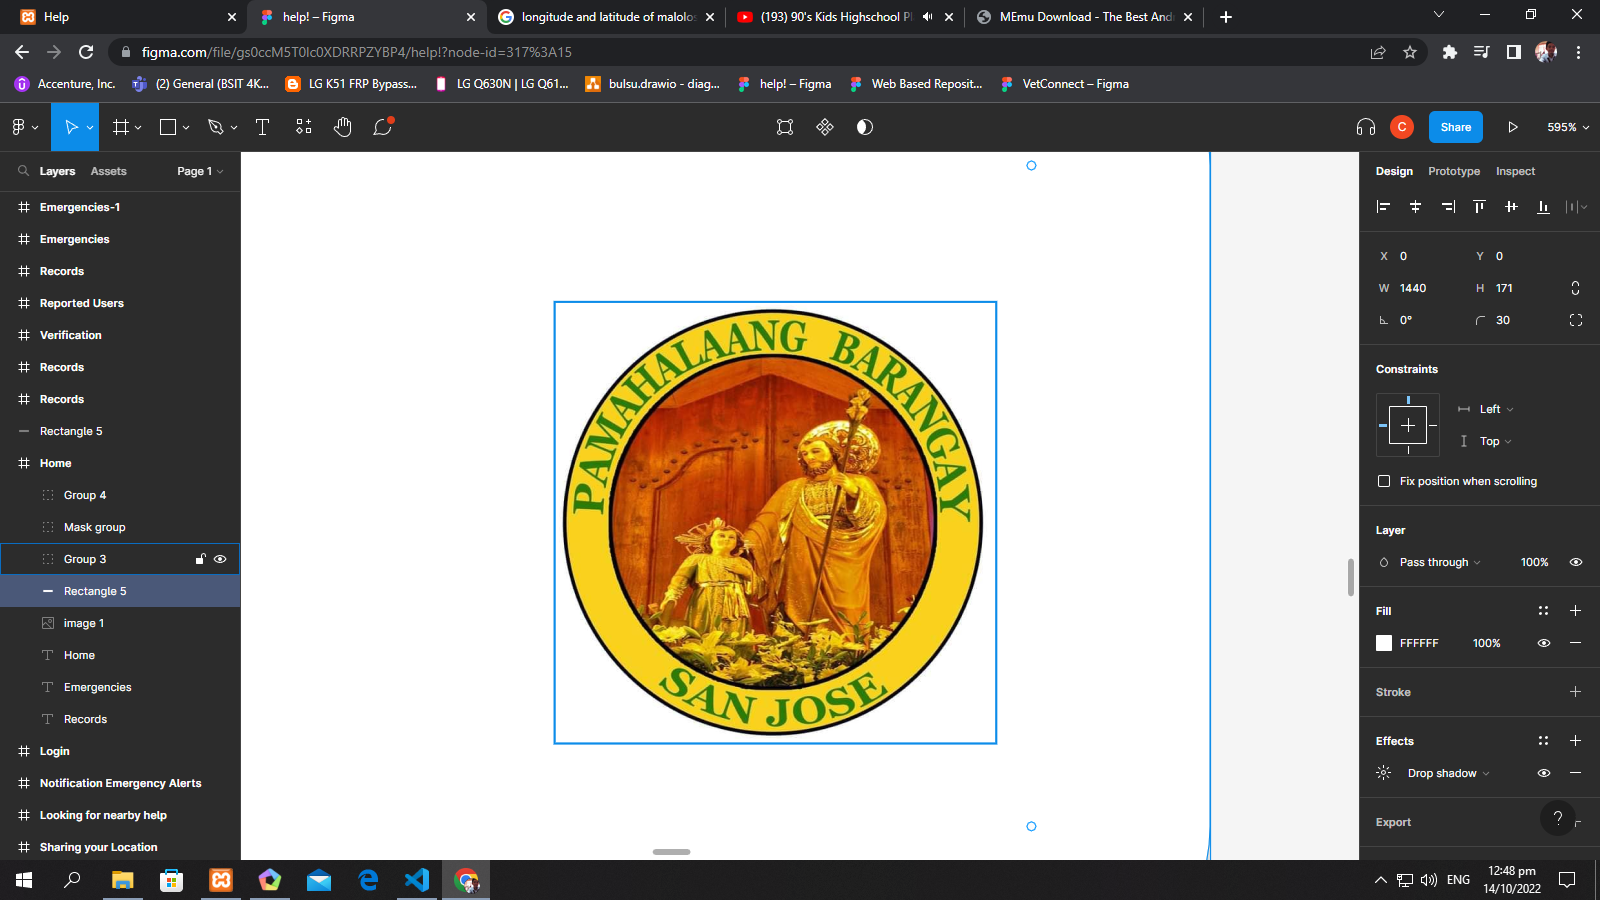 Help
help! – Figma
longitude and latitude of malolos
(193) 90's Kids Highschool Pl
MEmu Download - The Best And
figma.com/file/gs0ccM5T0lc0XDRRPZYBP4/help!?node-id=317%3A15
Accenture, Inc.
(2) General (BSIT 4K...
LG K51 FRP Bypass...
LG Q630N | LG Q61...
bulsu.drawio - diag...
help! – Figma
Web Based Reposit...
VetConnect – Figma
C
Share
595%
Layers
Assets
Page 1
Emergencies-1
Emergencies
Records
Reported Users
Verification
Records
Records
Rectangle 5
Home
Group 4
Mask group
Group 3
Rectangle 5
image 1
Home
Emergencies
Records
Login
Notification Emergency Alerts
Looking for nearby help
Sharing your Location
PAMAHALAANG BARANGAY
SAN JOSE
Design
Prototype
Inspect
X 0
Y 0
W 1440
H 171
0°
30
Constraints
Left
Top
Fix position when scrolling
Layer
Pass through
100%
Fill
FFFFFF
100%
Stroke
Effects
Drop shadow
Export
?
ENG
12:48 pm
14/10/2022